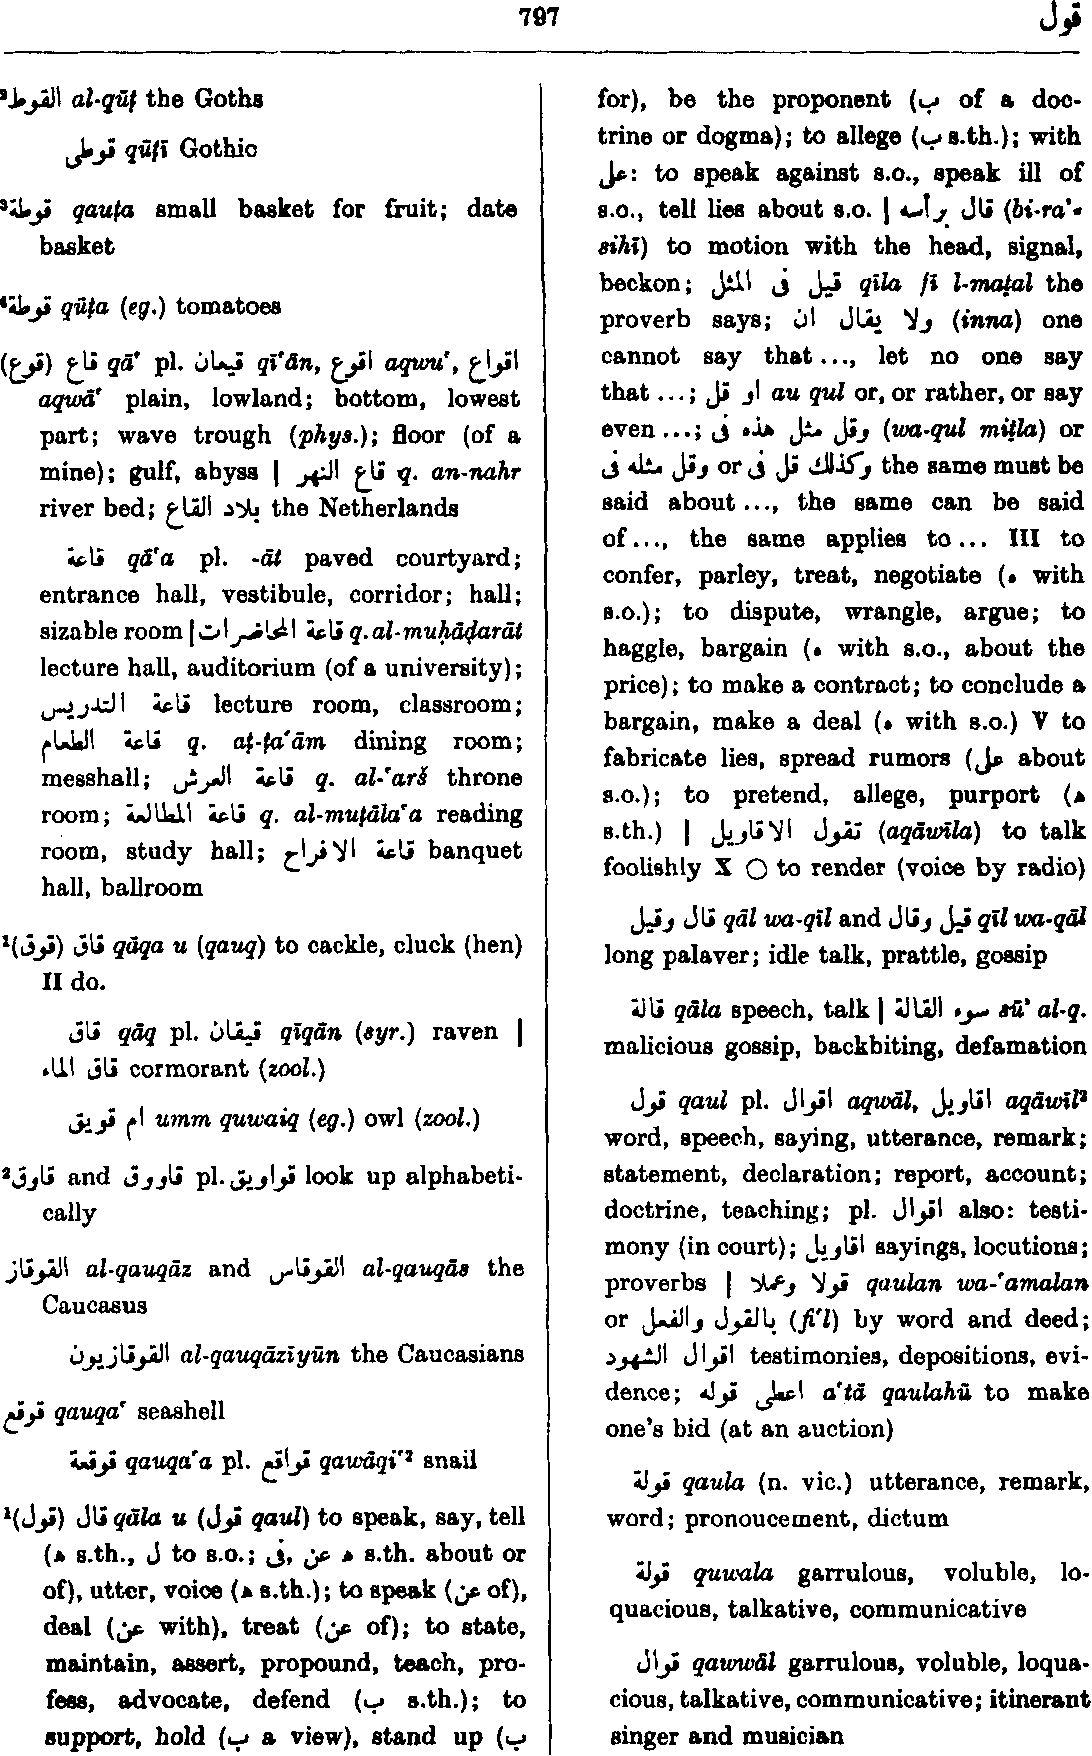 797
قول
²القوط al-qūṭ the Goths
قوطى qūṭī Gothic
³قوطة qauṭa small basket for fruit; date
basket
⁴قوطة qūṭa (eg.) tomatoes
(قوع) قاع qāʿ pl. قيعان qīʿān, اقوع aqwuʿ, اقواع
aqwāʿ plain, lowland; bottom, lowest
part; wave trough (phys.); floor (of a
mine); gulf, abyss | قاع النهر q. an-nahr
river bed; بلاد القاع the Netherlands
قاعة qāʿa pl. -āt paved courtyard;
entrance hall, vestibule, corridor; hall;
sizable room | قاعة المحاضرات q. al-muḥāḍarāt
lecture hall, auditorium (of a university);
قاعة التدريس lecture room, classroom;
قاعة الطعام q. aṭ-ṭaʿām dining room;
messhall; قاعة العرش q. al-ʿarš throne
room; قاعة المطالعة q. al-muṭālaʿa reading
room, study hall; قاعة الافراح banquet
hall, ballroom
¹(قوق) قاق qāqa u (qauq) to cackle, cluck (hen)
II do.
قاق qāq pl. قيقان qīqān (syr.) raven |
قاق الماء cormorant (zool.)
ام قويق umm quwaiq (eg.) owl (zool.)
²قاوق and قاووق pl. قواويق look up alphabeti-
cally
القوقاز al-qauqāz and القوقاس al-qauqās the
Caucasus
القوقازيون al-qauqāzīyūn the Caucasians
قوقع qauqaʿ seashell
قوقعة qauqaʿa pl. قواقع qawāqiʿ² snail
¹(قول) قال qāla u (قول qaul) to speak, say, tell
(ه s.th., ل to s.o.; فى, عن ه s.th. about or
of), utter, voice (ه s.th.); to speak (عن of),
deal (عن with), treat (عن of); to state,
maintain, assert, propound, teach, pro-
fess, advocate, defend (ب s.th.); to
support, hold (ب a view), stand up (ب
for), be the proponent (ب of a doc-
trine or dogma); to allege (ب s.th.); with
على: to speak against s.o., speak ill of
s.o., tell lies about s.o. | قال برأسه (bi-raʾ-
sihī) to motion with the head, signal,
beckon; قيل فى المثل qīla fī l-maṯal the
proverb says; ولا يقال ان (inna) one
cannot say that ..., let no one say
that ...; او قل au qul or, or rather, or say
even ...; وقل مثل هذه فى (wa-qul miṯla) or
وقل مثله فى or وكذلك قل فى the same must be
said about ..., the same can be said
of ..., the same applies to ... III to
confer, parley, treat, negotiate (ه with
s.o.); to dispute, wrangle, argue; to
haggle, bargain (ه with s.o., about the
price); to make a contract; to conclude a
bargain, make a deal (ه with s.o.) V to
fabricate lies, spread rumors (على about
s.o.); to pretend, allege, purport (ه
s.th.) | تقول الاقاويل (aqāwīla) to talk
foolishly X ○ to render (voice by radio)
قال وقيل qāl wa-qīl and قيل وقال qīl wa-qāl
long palaver; idle talk, prattle, gossip
قالة qāla speech, talk | سوء القالة sūʾ al-q.
malicious gossip, backbiting, defamation
قول qaul pl. اقوال aqwāl, اقاويل aqāwīl²
word, speech, saying, utterance, remark;
statement, declaration; report, account;
doctrine, teaching; pl. اقوال also: testi-
mony (in court); اقاويل sayings, locutions;
proverbs | قولا وعملا qaulan wa-ʿamalan
or بالقول والفعل (fiʿl) by word and deed;
اقوال الشهود testimonies, depositions, evi-
dence; اعطى قوله aʿṭā qaulahū to make
one's bid (at an auction)
قولة qaula (n. vic.) utterance, remark,
word; pronoucement, dictum
قولة quwala garrulous, voluble, lo-
quacious, talkative, communicative
قوال qawwāl garrulous, voluble, loqua-
cious, talkative, communicative; itinerant
singer and musician